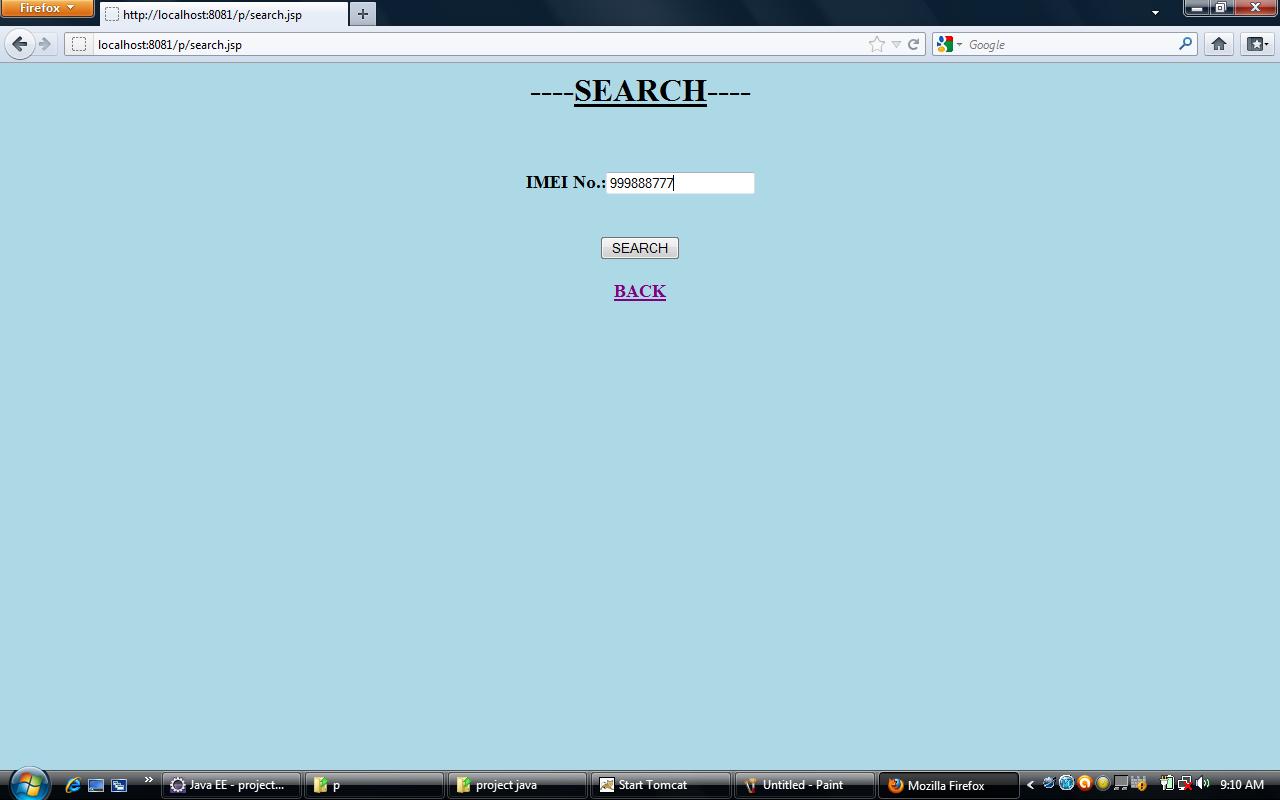 Firefox
http://localhost:8081/p/search.jsp
localhost:8081/p/search.jsp
Google
----SEARCH----
IMEI No.:999888777
SEARCH
BACK
Java EE - project...
p
project java
Start Tomcat
Untitled - Paint
Mozilla Firefox
9:10 AM